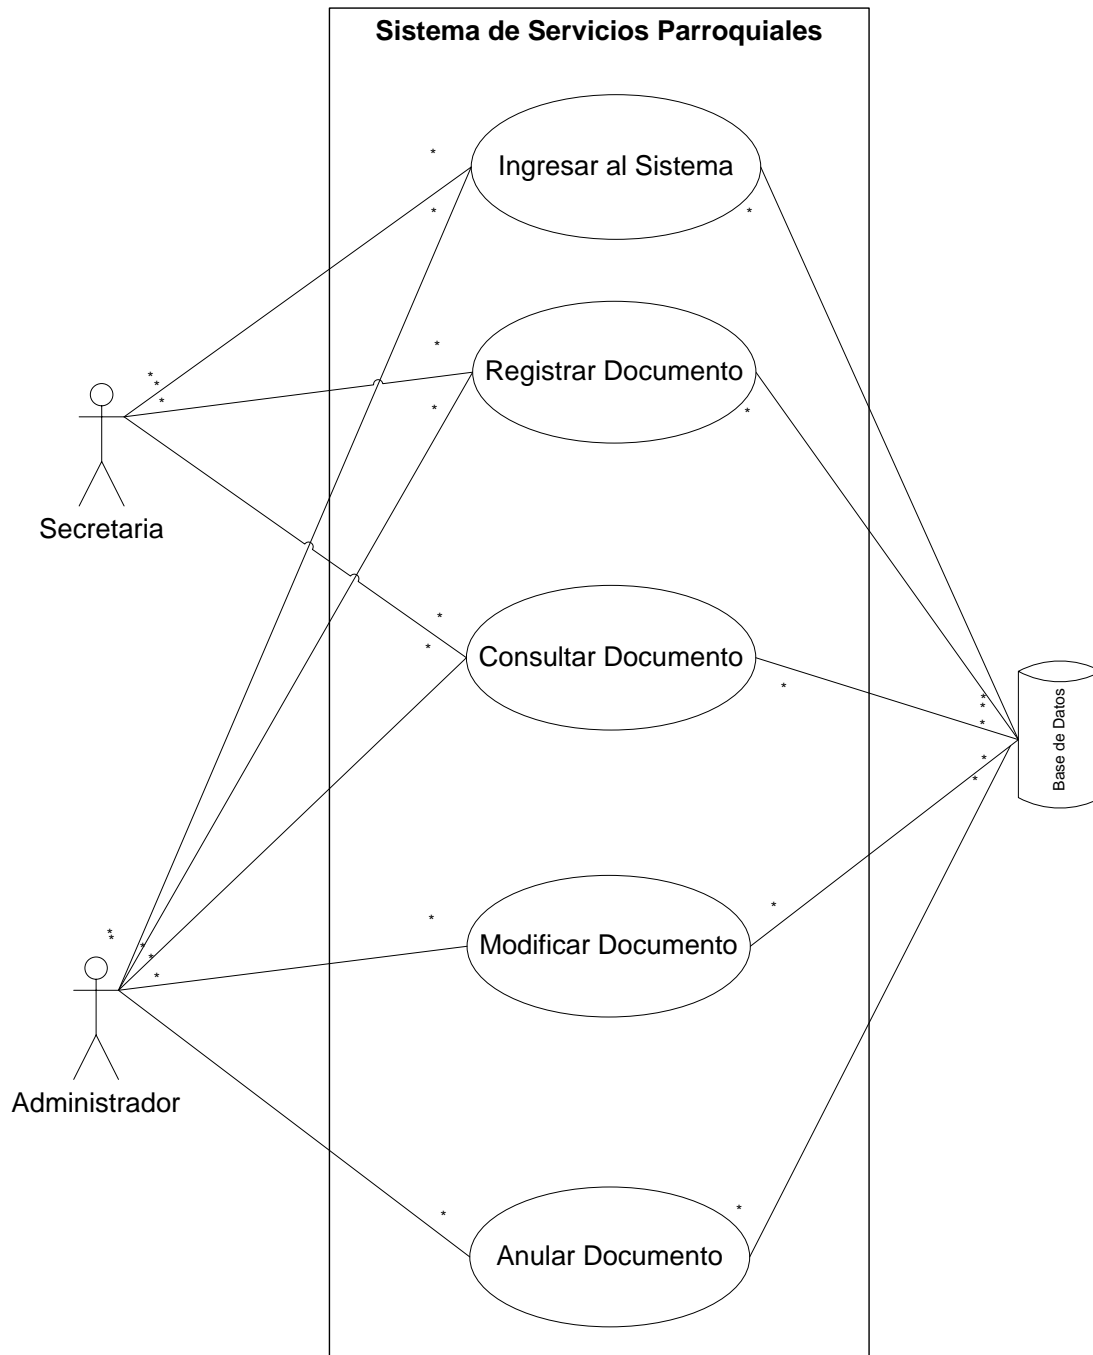 Sistema de Servicios Parroquiales
Ingresar al Sistema
Registrar Documento
Secretaria
Consultar Documento
Base de Datos
Modificar Documento
Administrador
Anular Documento